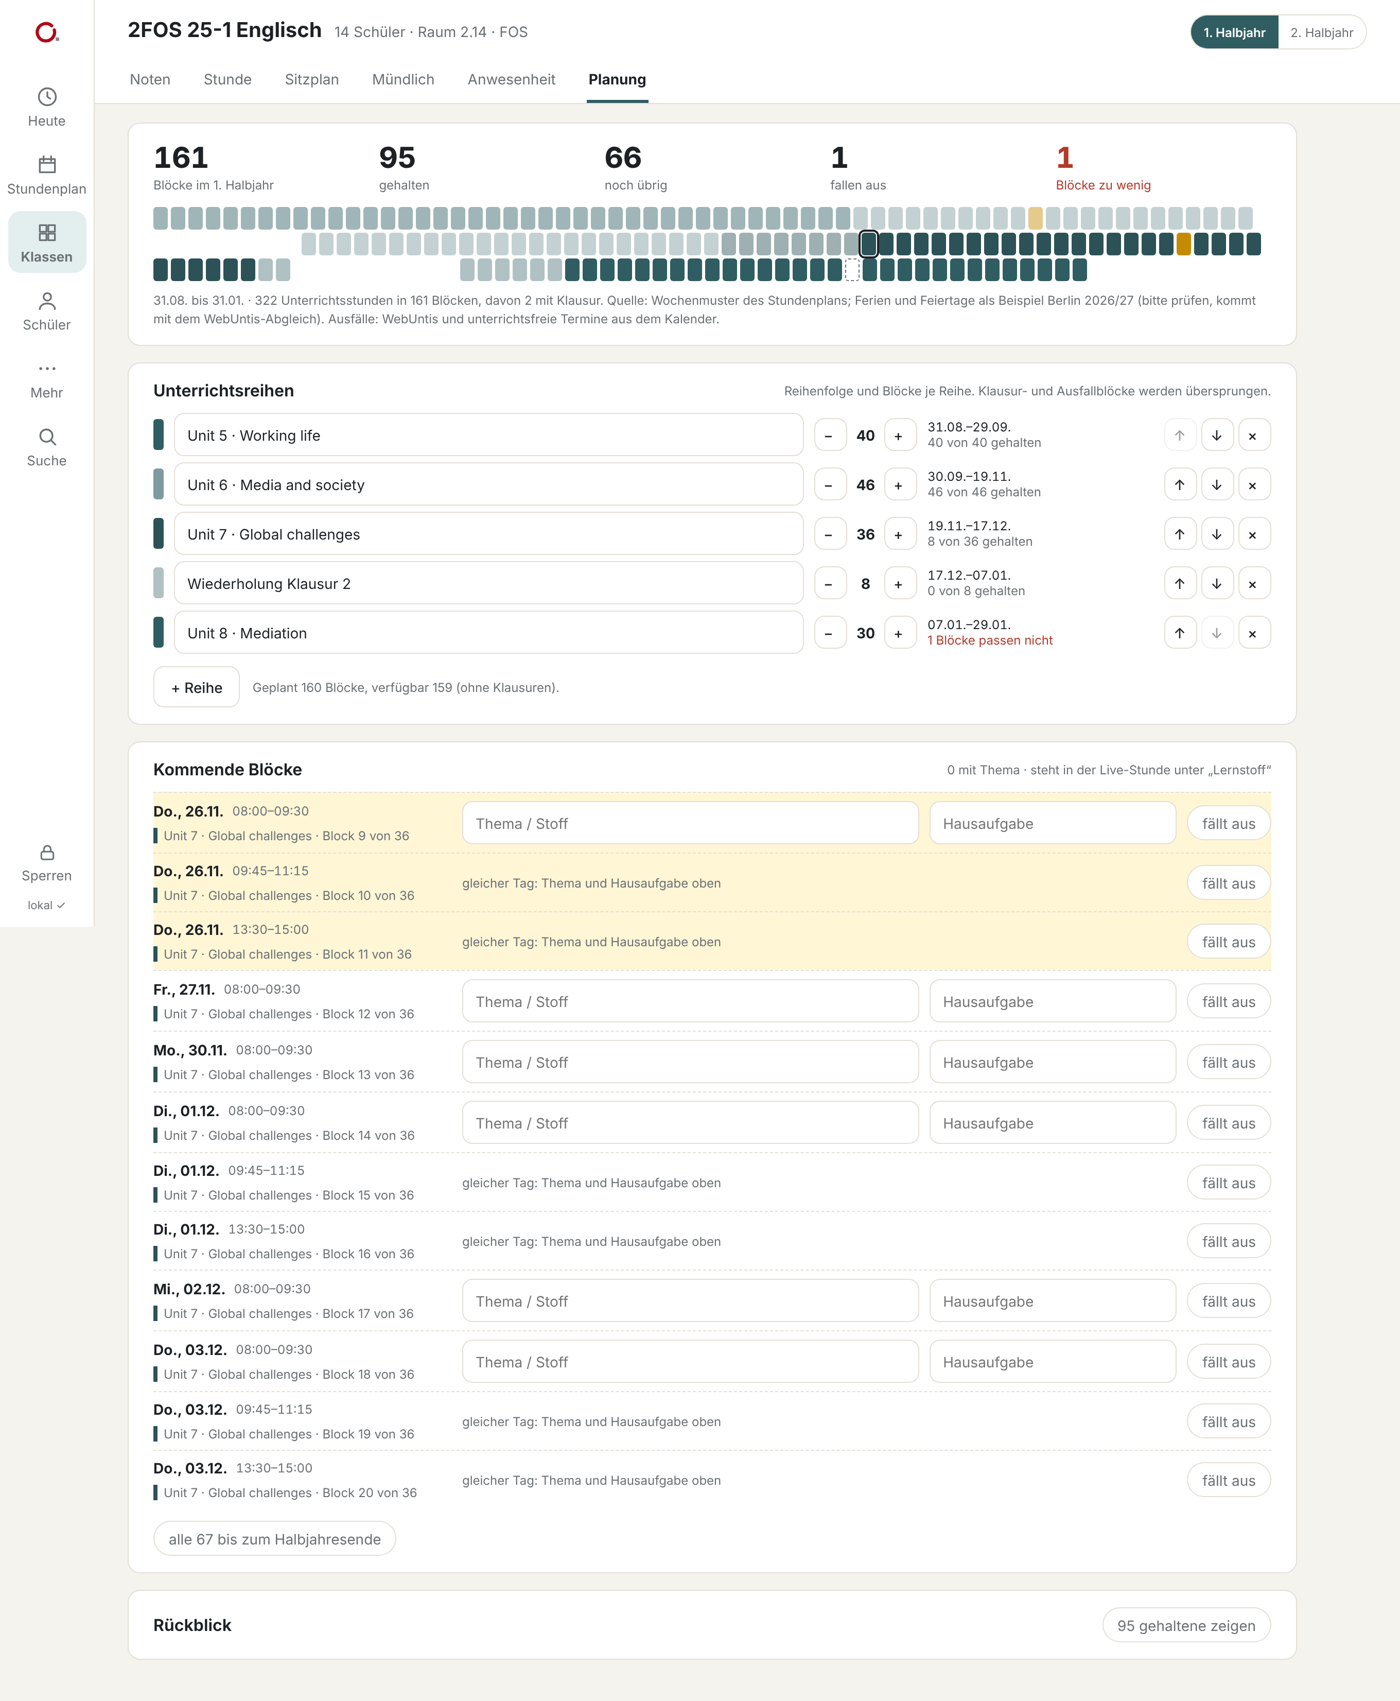 2FOS 25-1 Englisch 14 Schüler · Raum 2.14 · FOS
1. Halbjahr 2. Halbjahr
Noten Stunde Sitzplan Mündlich Anwesenheit Planung
Heute
Stundenplan
Klassen
Schüler
Mehr
Suche
Sperren
lokal ✓
161 95 66 1 1
Blöcke im 1. Halbjahr gehalten noch übrig fallen aus Blöcke zu wenig
31.08. bis 31.01. · 322 Unterrichtsstunden in 161 Blöcken, davon 2 mit Klausur. Quelle: Wochenmuster des Stundenplans; Ferien und Feiertage als Beispiel Berlin 2026/27 (bitte prüfen, kommt
mit dem WebUntis-Abgleich). Ausfälle: WebUntis und unterrichtsfreie Termine aus dem Kalender.
Unterrichtsreihen Reihenfolge und Blöcke je Reihe. Klausur- und Ausfallblöcke werden übersprungen.
Unit 5 · Working life − 40 + 31.08.–29.09. ↑ ↓ ×
40 von 40 gehalten
Unit 6 · Media and society − 46 + 30.09.–19.11. ↑ ↓ ×
46 von 46 gehalten
Unit 7 · Global challenges − 36 + 19.11.–17.12. ↑ ↓ ×
8 von 36 gehalten
Wiederholung Klausur 2 − 8 + 17.12.–07.01. ↑ ↓ ×
0 von 8 gehalten
Unit 8 · Mediation − 30 + 07.01.–29.01. ↑ ↓ ×
1 Blöcke passen nicht
+ Reihe Geplant 160 Blöcke, verfügbar 159 (ohne Klausuren).
Kommende Blöcke 0 mit Thema · steht in der Live-Stunde unter „Lernstoff“
Do., 26.11. 08:00–09:30 Thema / Stoff Hausaufgabe fällt aus
Unit 7 · Global challenges · Block 9 von 36
Do., 26.11. 09:45–11:15 gleicher Tag: Thema und Hausaufgabe oben fällt aus
Unit 7 · Global challenges · Block 10 von 36
Do., 26.11. 13:30–15:00 gleicher Tag: Thema und Hausaufgabe oben fällt aus
Unit 7 · Global challenges · Block 11 von 36
Fr., 27.11. 08:00–09:30 Thema / Stoff Hausaufgabe fällt aus
Unit 7 · Global challenges · Block 12 von 36
Mo., 30.11. 08:00–09:30 Thema / Stoff Hausaufgabe fällt aus
Unit 7 · Global challenges · Block 13 von 36
Di., 01.12. 08:00–09:30 Thema / Stoff Hausaufgabe fällt aus
Unit 7 · Global challenges · Block 14 von 36
Di., 01.12. 09:45–11:15 gleicher Tag: Thema und Hausaufgabe oben fällt aus
Unit 7 · Global challenges · Block 15 von 36
Di., 01.12. 13:30–15:00 gleicher Tag: Thema und Hausaufgabe oben fällt aus
Unit 7 · Global challenges · Block 16 von 36
Mi., 02.12. 08:00–09:30 Thema / Stoff Hausaufgabe fällt aus
Unit 7 · Global challenges · Block 17 von 36
Do., 03.12. 08:00–09:30 Thema / Stoff Hausaufgabe fällt aus
Unit 7 · Global challenges · Block 18 von 36
Do., 03.12. 09:45–11:15 gleicher Tag: Thema und Hausaufgabe oben fällt aus
Unit 7 · Global challenges · Block 19 von 36
Do., 03.12. 13:30–15:00 gleicher Tag: Thema und Hausaufgabe oben fällt aus
Unit 7 · Global challenges · Block 20 von 36
alle 67 bis zum Halbjahresende
Rückblick 95 gehaltene zeigen